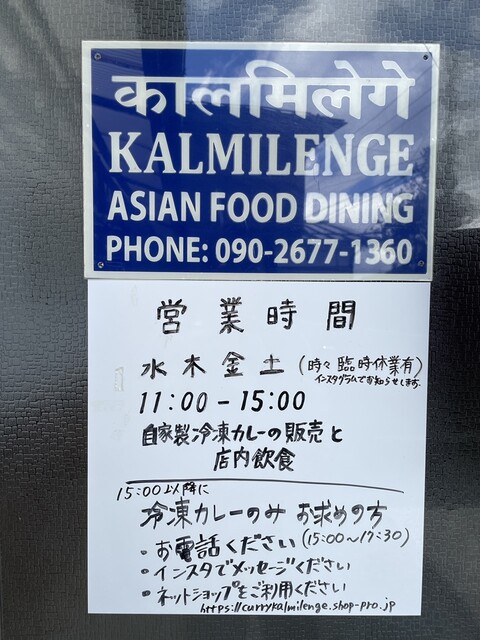 कालमिलेगे
KALMILENGE
ASIAN FOOD DINING
PHONE: 090-2677-1360
営業時間
水木金土(時々臨時休業有)
インスタグラムでお知らせします.
11:00-15:00
自家製冷凍カレーの販売と
店内飲食
15:00以降に
冷凍カレーのみ お求めの方
・お電話ください(15:00〜17:30)
・インスタでメッセージください
・ネットショップをご利用ください
https://currykalmilenge.shop-pro.jp